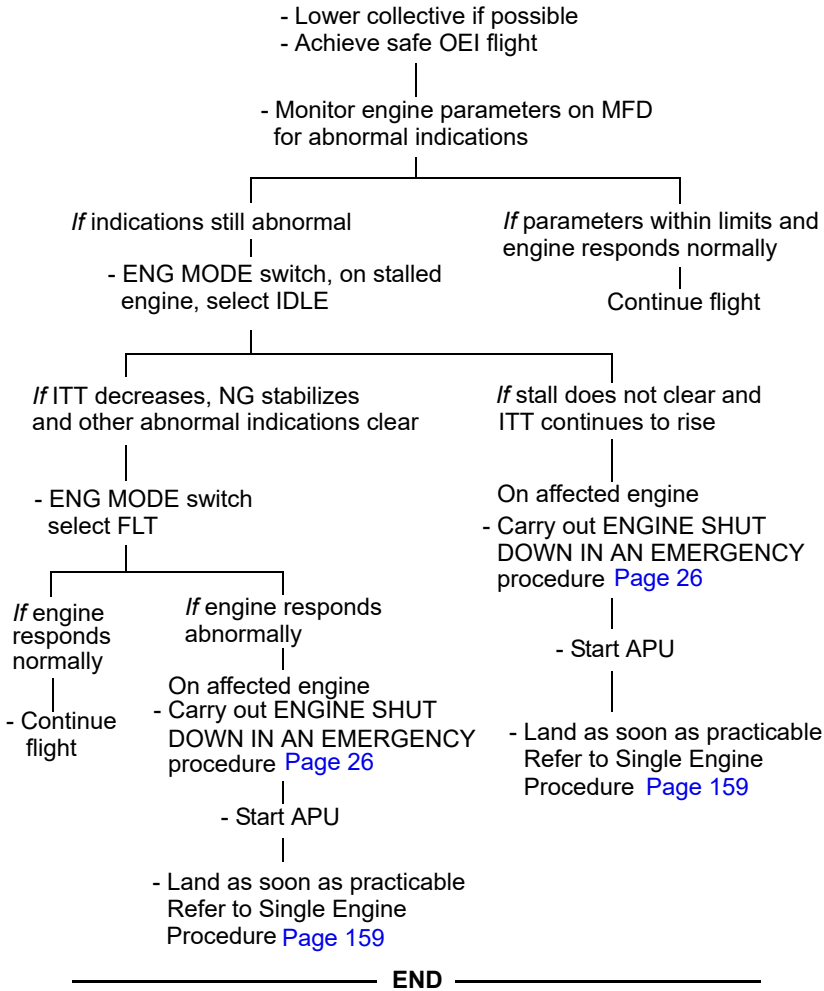 - Lower collective if possible
- Achieve safe OEI flight
- Monitor engine parameters on MFD
for abnormal indications
If indications still abnormal
- ENG MODE switch, on stalled
engine, select IDLE
If parameters within limits and
engine responds normally
Continue flight
If ITT decreases, NG stabilizes
and other abnormal indications clear
- ENG MODE switch
select FLT
If engine
responds
normally
- Continue
flight
If engine responds
abnormally
On affected engine
- Carry out ENGINE SHUT
DOWN IN AN EMERGENCY
procedure Page 26
- Start APU
- Land as soon as practicable
Refer to Single Engine
Procedure Page 159
If stall does not clear and
ITT continues to rise
On affected engine
- Carry out ENGINE SHUT
DOWN IN AN EMERGENCY
procedure Page 26
- Start APU
- Land as soon as practicable
Refer to Single Engine
Procedure Page 159
END